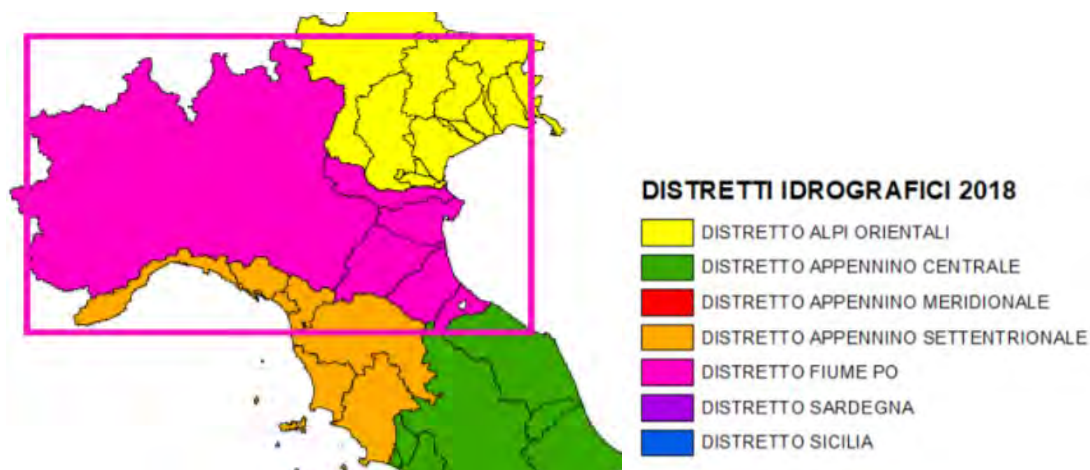 DISTRETTI IDROGRAFICI 2018
DISTRETTO ALPI ORIENTALI
DISTRETTO APPENNINO CENTRALE
DISTRETTO APPENNINO MERIDIONALE
DISTRETTO APPENNINO SETTENTRIONALE
DISTRETTO FIUME PO
DISTRETTO SARDEGNA
DISTRETTO SICILIA